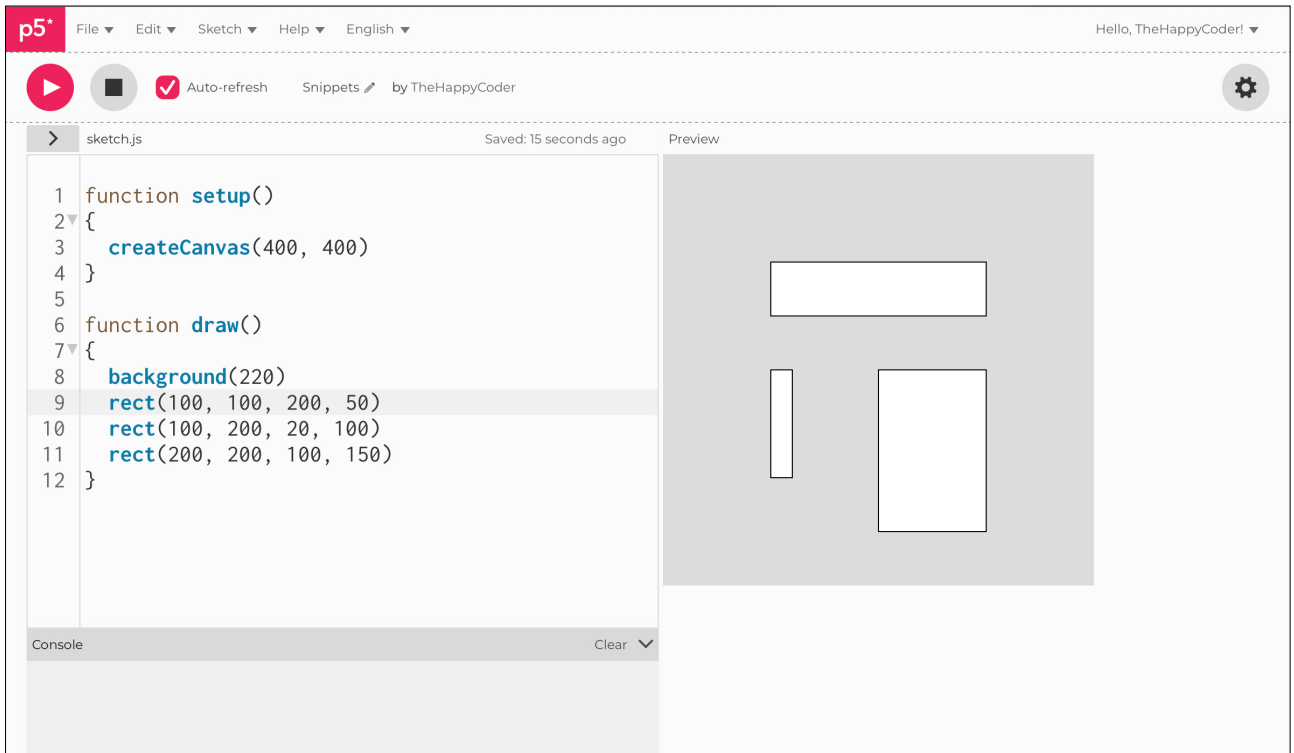 p5* File Edit Sketch Help English Hello, TheHappyCoder!
Auto-refresh Snippets by TheHappyCoder
sketch.js Saved: 15 seconds ago Preview
1 function setup()
2 {
3 createCanvas(400, 400)
4 }
5
6 function draw()
7 {
8 background(220)
9 rect(100, 100, 200, 50)
10 rect(100, 200, 20, 100)
11 rect(200, 200, 100, 150)
12 }
Console Clear